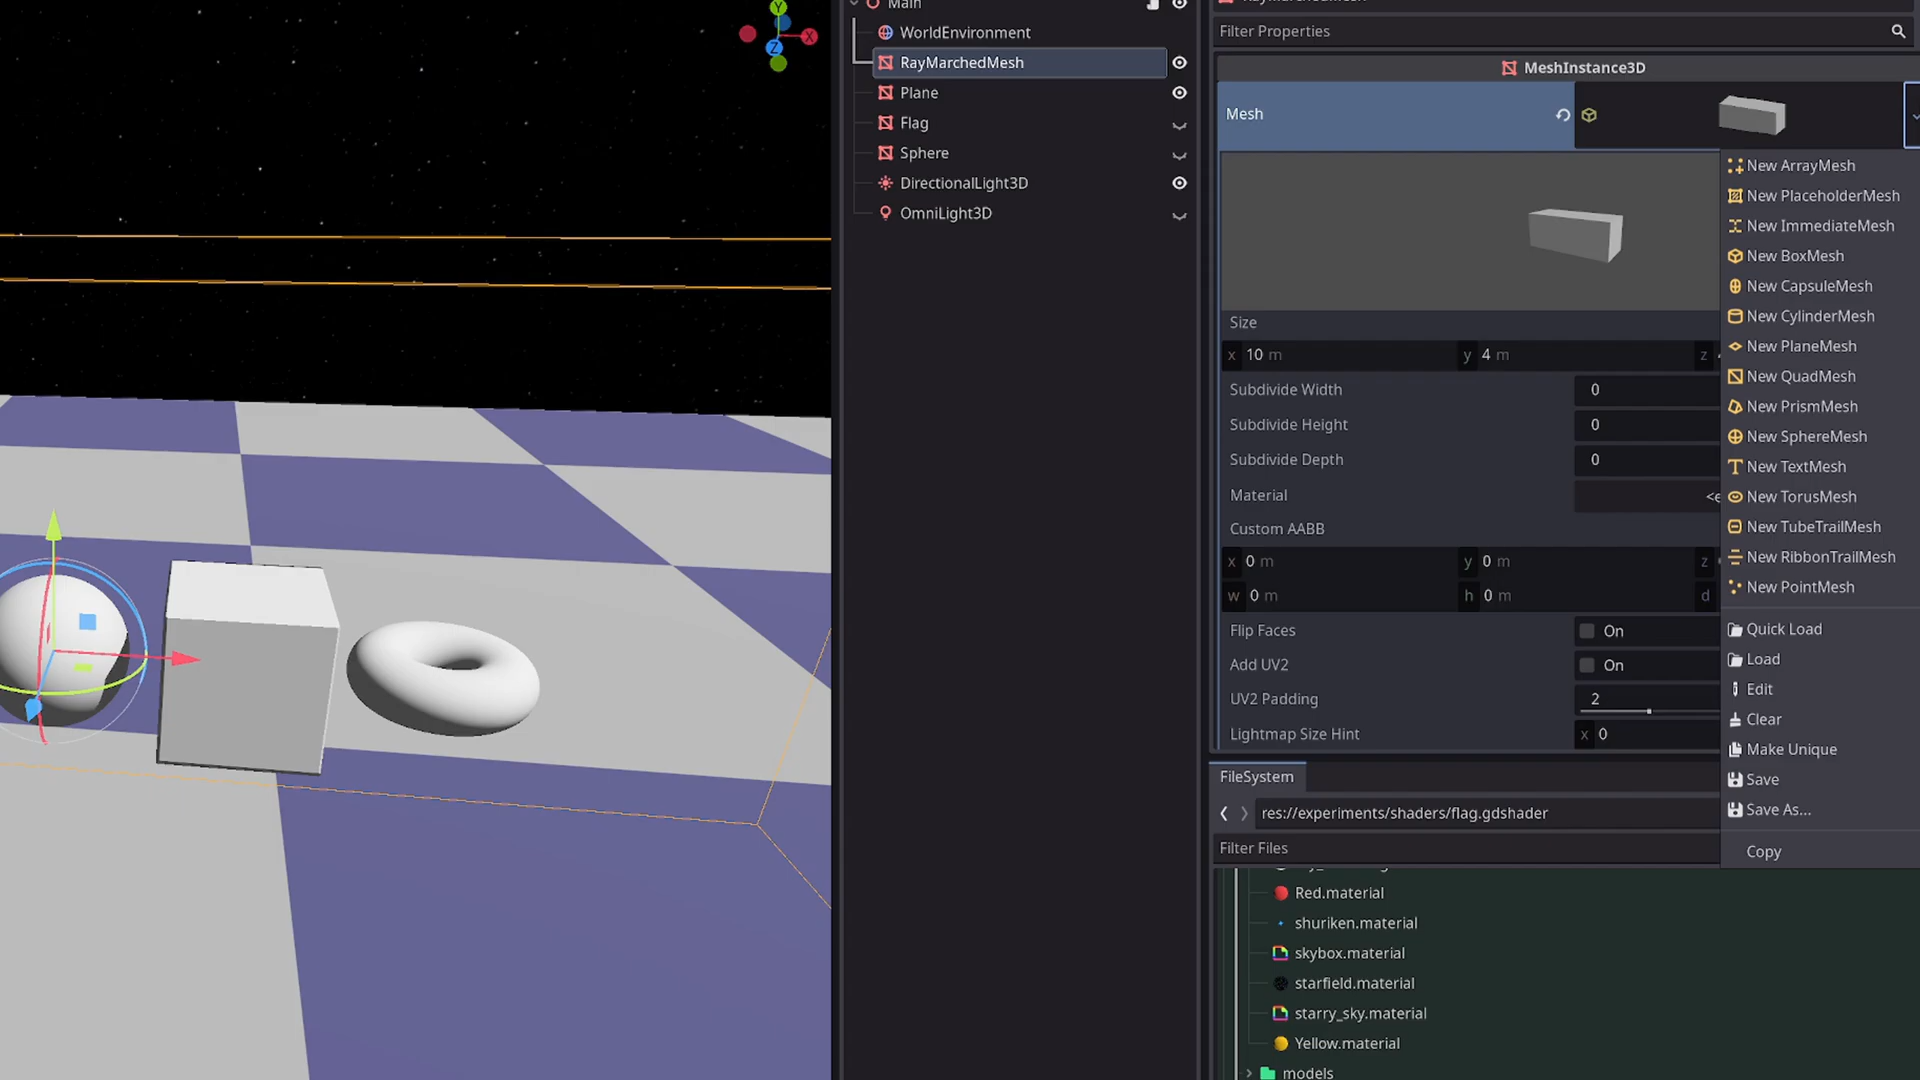 Main
WorldEnvironment
RayMarchedMesh
Plane
Flag
Sphere
DirectionalLight3D
OmniLight3D
Y
X
Z
Filter Properties
MeshInstance3D
Mesh
Size
x 10 m y 4 m z
Subdivide Width 0
Subdivide Height 0
Subdivide Depth 0
Material
Custom AABB
x 0 m y 0 m z
w 0 m h 0 m d
Flip Faces On
Add UV2 On
UV2 Padding 2
Lightmap Size Hint x 0
New ArrayMesh
New PlaceholderMesh
New ImmediateMesh
New BoxMesh
New CapsuleMesh
New CylinderMesh
New PlaneMesh
New QuadMesh
New PrismMesh
New SphereMesh
New TextMesh
New TorusMesh
New TubeTrailMesh
New RibbonTrailMesh
New PointMesh
Quick Load
Load
Edit
Clear
Make Unique
Save
Save As...
Copy
FileSystem
res://experiments/shaders/flag.gdshader
Filter Files
Red.material
shuriken.material
skybox.material
starfield.material
starry_sky.material
Yellow.material
models